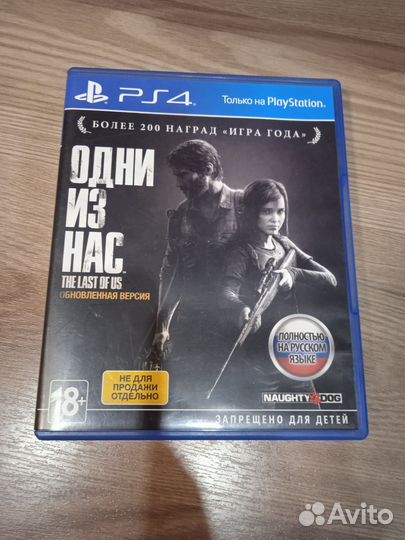 PS4
Только на PlayStation.
БОЛЕЕ 200 НАГРАД «ИГРА ГОДА»
ОДНИ
ИЗ
НАС
THE LAST OF US
ОБНОВЛЕННАЯ ВЕРСИЯ
ПОЛНОСТЬЮ
НА РУССКОМ
ЯЗЫКЕ
НЕ ДЛЯ
ПРОДАЖИ
ОТДЕЛЬНО
18+
NAUGHTY DOG
ЗАПРЕЩЕНО ДЛЯ ДЕТЕЙ
Avito